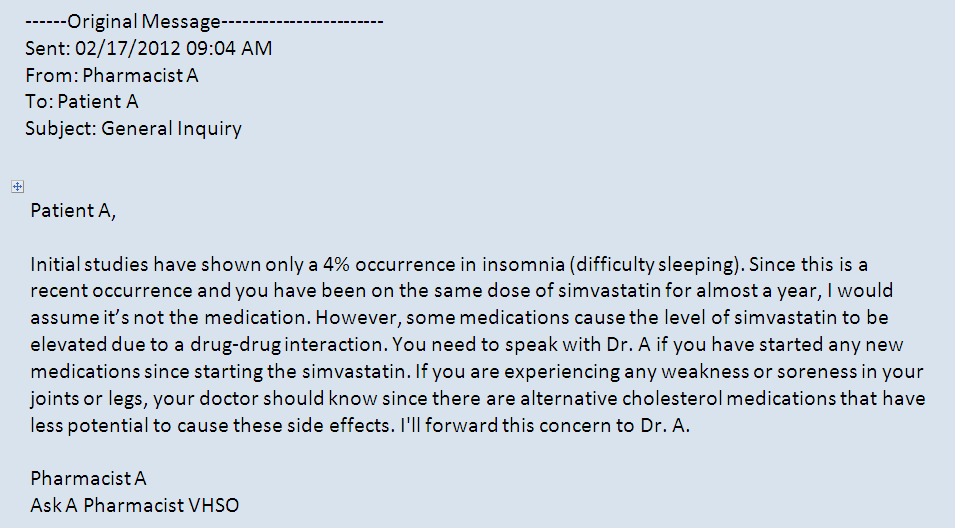 ------Original Message-----------------------
Sent: 02/17/2012 09:04 AM
From: Pharmacist A
To: Patient A
Subject: General Inquiry
Patient A,
Initial studies have shown only a 4% occurrence in insomnia (difficulty sleeping). Since this is a
recent occurrence and you have been on the same dose of simvastatin for almost a year, I would
assume it’s not the medication. However, some medications cause the level of simvastatin to be
elevated due to a drug-drug interaction. You need to speak with Dr. A if you have started any new
medications since starting the simvastatin. If you are experiencing any weakness or soreness in your
joints or legs, your doctor should know since there are alternative cholesterol medications that have
less potential to cause these side effects. I'll forward this concern to Dr. A.
Pharmacist A
Ask A Pharmacist VHSO